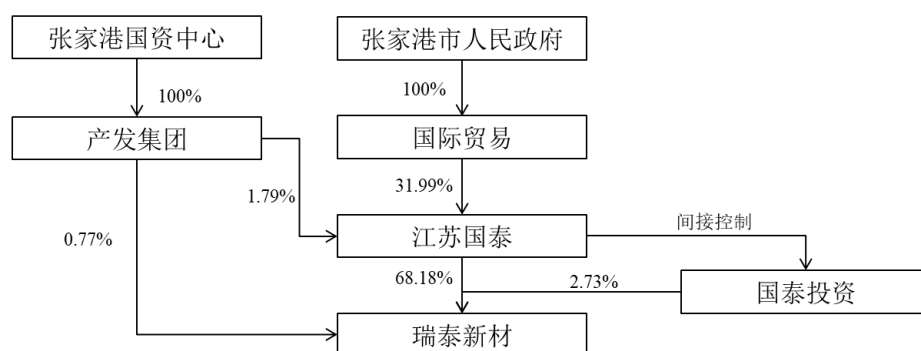 张家港国资中心
张家港市人民政府
100%
100%
产发集团
国际贸易
1.79%
31.99%
0.77%
江苏国泰
间接控制
68.18%
2.73%
国泰投资
瑞泰新材